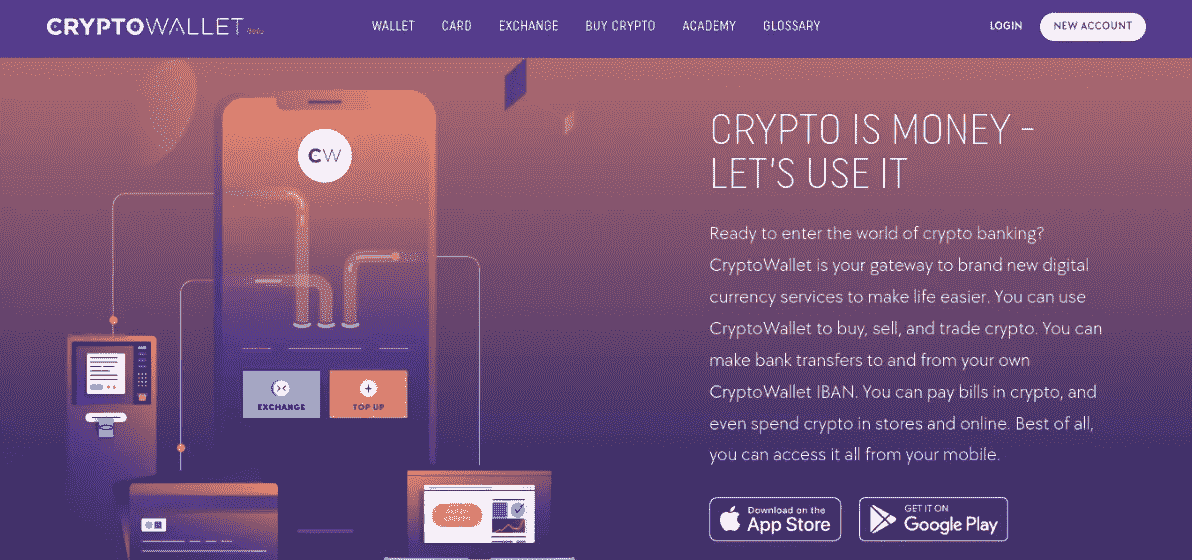 CRYPTOWALLET Beta
WALLET CARD EXCHANGE BUY CRYPTO ACADEMY GLOSSARY
LOGIN
NEW ACCOUNT
CW
EXCHANGE
TOP UP
CRYPTO IS MONEY -
LET'S USE IT
Ready to enter the world of crypto banking?
CryptoWallet is your gateway to brand new digital
currency services to make life easier. You can use
CryptoWallet to buy, sell, and trade crypto. You can
make bank transfers to and from your own
CryptoWallet IBAN. You can pay bills in crypto, and
even spend crypto in stores and online. Best of all,
you can access it all from your mobile.
Download on the
App Store
GET IT ON
Google Play